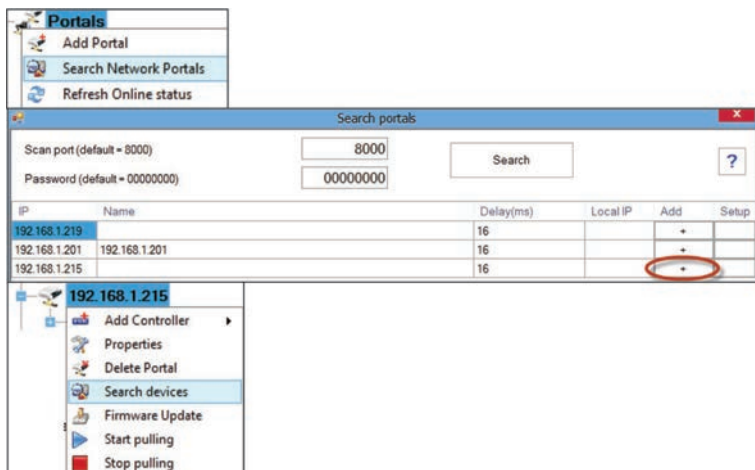 Portals
Add Portal
Search Network Portals
Refresh Online status
Search portals
x
Scan port (default = 8000) 8000 Search ?
Password (default = 00000000) 00000000
IP Name Delay(ms) Local IP Add Setup
192.168.1.219 16 +
192.168.1.201 192.168.1.201 16 +
192.168.1.215 16 +
192.168.1.215
Add Controller
Properties
Delete Portal
Search devices
Firmware Update
Start pulling
Stop pulling